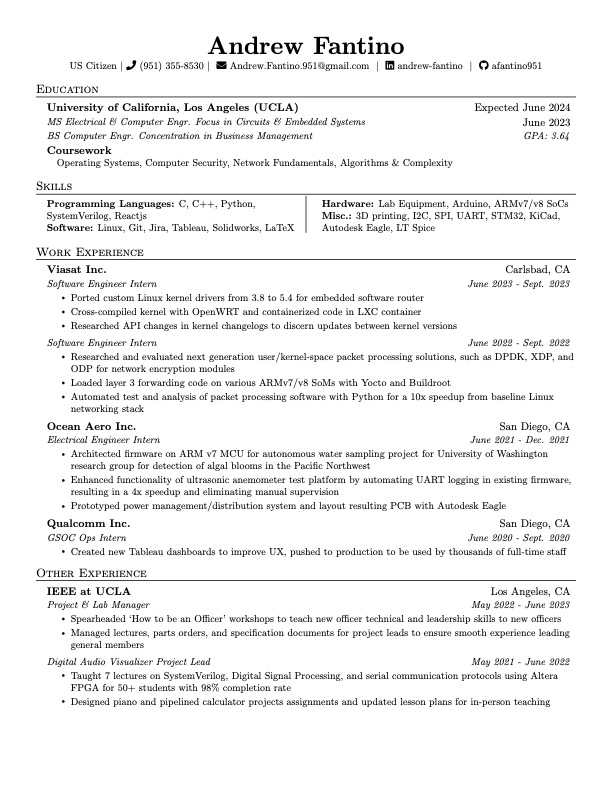 Andrew Fantino
US Citizen | (951) 355-8530 | Andrew.Fantino.951@gmail.com | andrew-fantino | afantino951
Education
University of California, Los Angeles (UCLA) Expected June 2024
MS Electrical & Computer Engr. Focus in Circuits & Embedded Systems June 2023
BS Computer Engr. Concentration in Business Management GPA: 3.64
Coursework
Operating Systems, Computer Security, Network Fundamentals, Algorithms & Complexity
Skills
Programming Languages: C, C++, Python,
SystemVerilog, Reactjs
Software: Linux, Git, Jira, Tableau, Solidworks, LaTeX
Hardware: Lab Equipment, Arduino, ARMv7/v8 SoCs
Misc.: 3D printing, I2C, SPI, UART, STM32, KiCad,
Autodesk Eagle, LT Spice
Work Experience
Viasat Inc. Carlsbad, CA
Software Engineer Intern June 2023 - Sept. 2023
• Ported custom Linux kernel drivers from 3.8 to 5.4 for embedded software router
• Cross-compiled kernel with OpenWRT and containerized code in LXC container
• Researched API changes in kernel changelogs to discern updates between kernel versions
Software Engineer Intern June 2022 - Sept. 2022
• Researched and evaluated next generation user/kernel-space packet processing solutions, such as DPDK, XDP, and
ODP for network encryption modules
• Loaded layer 3 forwarding code on various ARMv7/v8 SoMs with Yocto and Buildroot
• Automated test and analysis of packet processing software with Python for a 10x speedup from baseline Linux
networking stack
Ocean Aero Inc. San Diego, CA
Electrical Engineer Intern June 2021 - Dec. 2021
• Architected firmware on ARM v7 MCU for autonomous water sampling project for University of Washington
research group for detection of algal blooms in the Pacific Northwest
• Enhanced functionality of ultrasonic anemometer test platform by automating UART logging in existing firmware,
resulting in a 4x speedup and eliminating manual supervision
• Prototyped power management/distribution system and layout resulting PCB with Autodesk Eagle
Qualcomm Inc. San Diego, CA
GSOC Ops Intern June 2020 - Sept. 2020
• Created new Tableau dashboards to improve UX, pushed to production to be used by thousands of full-time staff
Other Experience
IEEE at UCLA Los Angeles, CA
Project & Lab Manager May 2022 - June 2023
• Spearheaded ‘How to be an Officer’ workshops to teach new officer technical and leadership skills to new officers
• Managed lectures, parts orders, and specification documents for project leads to ensure smooth experience leading
general members
Digital Audio Visualizer Project Lead May 2021 - June 2022
• Taught 7 lectures on SystemVerilog, Digital Signal Processing, and serial communication protocols using Altera
FPGA for 50+ students with 98% completion rate
• Designed piano and pipelined calculator projects assignments and updated lesson plans for in-person teaching